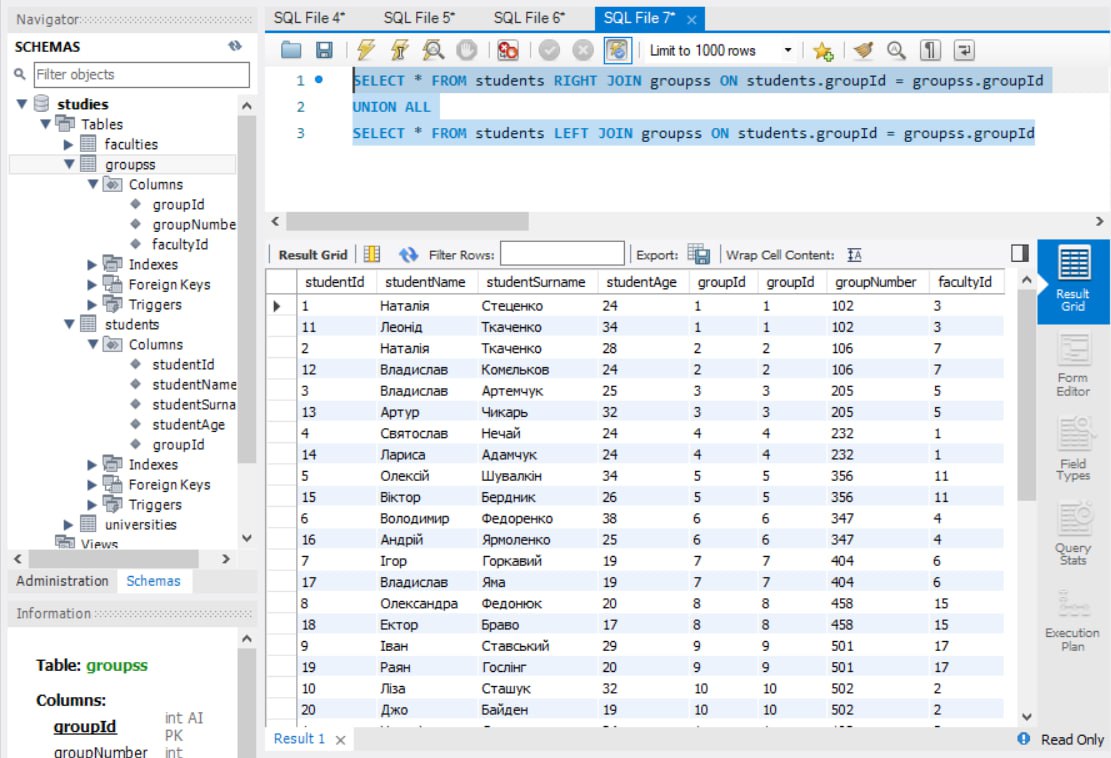 Navigator
SCHEMAS
Filter objects
studies
Tables
faculties
groupss
Columns
groupId
groupNumbe
facultyId
Indexes
Foreign Keys
Triggers
students
Columns
studentId
studentName
studentSurna
studentAge
groupId
Indexes
Foreign Keys
Triggers
universities
Views
Administration Schemas
Information
Table: groupss
Columns:
groupId int AI PK
groupNumber int
SQL File 4* SQL File 5* SQL File 6* SQL File 7*
Limit to 1000 rows
1 SELECT * FROM students RIGHT JOIN groupss ON students.groupId = groupss.groupId
2 UNION ALL
3 SELECT * FROM students LEFT JOIN groupss ON students.groupId = groupss.groupId
Result Grid Filter Rows: Export: Wrap Cell Content:
studentId studentName studentSurname studentAge groupId groupId groupNumber facultyId
1 Наталія Стеценко 24 1 1 102 3
11 Леонід Ткаченко 34 1 1 102 3
2 Наталія Ткаченко 28 2 2 106 7
12 Владислав Комєльков 24 2 2 106 7
3 Владислав Артемчук 25 3 3 205 5
13 Артур Чикарь 32 3 3 205 5
4 Святослав Нечай 24 4 4 232 1
14 Лариса Адамчук 24 4 4 232 1
5 Олексій Шувалкін 34 5 5 356 11
15 Віктор Бердник 26 5 5 356 11
6 Володимир Федоренко 38 6 6 347 4
16 Андрій Ярмоленко 25 6 6 347 4
7 Ігор Горкавий 19 7 7 404 6
17 Владислав Яма 19 7 7 404 6
8 Олександра Федонюк 20 8 8 458 15
18 Ектор Браво 17 8 8 458 15
9 Іван Ставський 29 9 9 501 17
19 Раян Гослінг 20 9 9 501 17
10 Ліза Сташук 32 10 10 502 2
20 Джо Байден 19 10 10 502 2
Result 1
Result Grid
Form Editor
Field Types
Query Stats
Execution Plan
Read Only